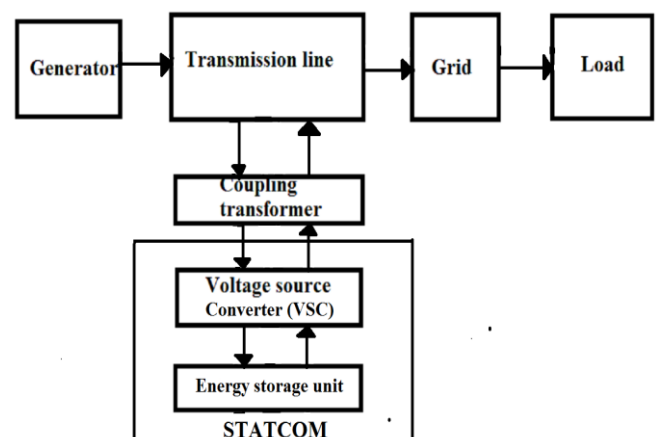 Generator
Transmission line
Grid
Load
Coupling
transformer
Voltage source
Converter (VSC)
Energy storage unit
STATCOM